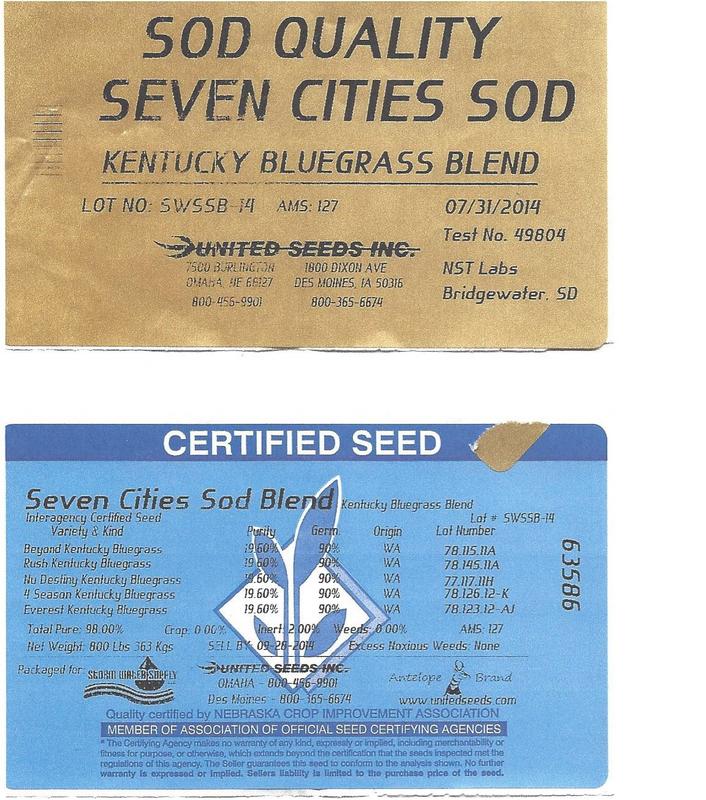 SOD QUALITY
SEVEN CITIES SOD
KENTUCKY BLUEGRASS BLEND
LOT NO: SWSSB-14 AMS: 127 07/31/2014
Test No. 49804
UNITED SEEDS INC.
7500 BURLINGTON 1800 DIXON AVE NST Labs
OMAHA, NE 68127 DES MOINES, IA 50316
800-456-9901 800-365-6674 Bridgewater, SD
CERTIFIED SEED
Seven Cities Sod Blend Kentucky Bluegrass Blend
Interagency Certified Seed Lot # SWSSB-14
Variety & Kind Purity Germ. Origin Lot Number
Beyond Kentucky Bluegrass 19.60% 90% WA 78.115.11A
Rush Kentucky Bluegrass 19.60% 90% WA 78.145.11A
Nu Destiny Kentucky Bluegrass 19.60% 90% WA 77.117.11H
4 Season Kentucky Bluegrass 19.60% 90% WA 78.126.12-K
Everest Kentucky Bluegrass 19.60% 90% WA 78.123.12-AJ
63586
Total Pure: 98.00% Crop: 0.00% Inert: 2.00% Weeds: 0.00% AMS: 127
Net Weight: 800 Lbs 363 Kgs SELL BY 09-28-2014 Excess Noxious Weeds: None
Packaged for: STORM WATER SUPPLY UNITED SEEDS INC.
OMAHA - 800-456-9901 Antelope Brand
Des Moines - 800-365-6674 www.unitedseeds.com
Quality certified by NEBRASKA CROP IMPROVEMENT ASSOCIATION
MEMBER OF ASSOCIATION OF OFFICIAL SEED CERTIFYING AGENCIES
* The Certifying Agency makes no warranty of any kind, expressly or implied, including merchantability or
fitness for purpose, or otherwise, which extends beyond the certification that the seeds inspected met the
regulations of this agency. The Seller guarantees this seed to conform to the analysis shown. No further
warranty is expressed or implied. Sellers liability is limited to the purchase price of the seed.